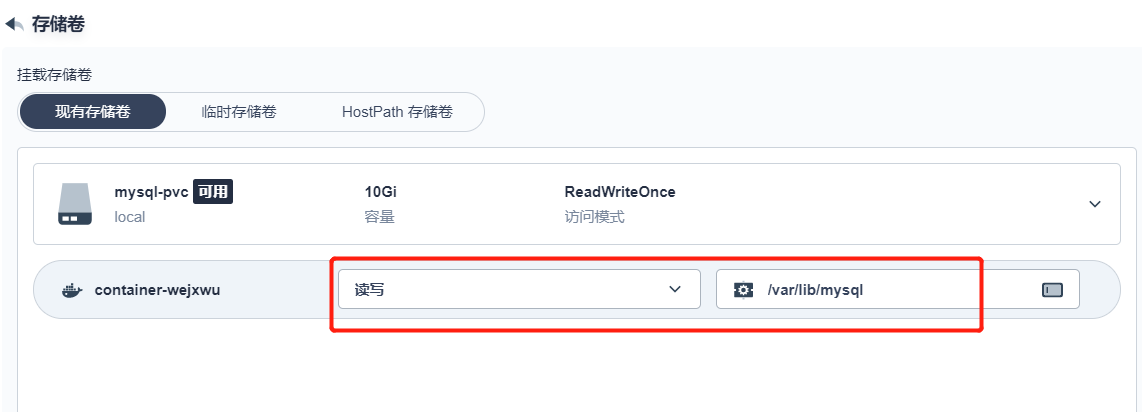 存储卷
挂载存储卷
现有存储卷 临时存储卷 HostPath 存储卷
mysql-pvc 可用 10Gi ReadWriteOnce
local 容量 访问模式
container-wejxwu 读写 /var/lib/mysql